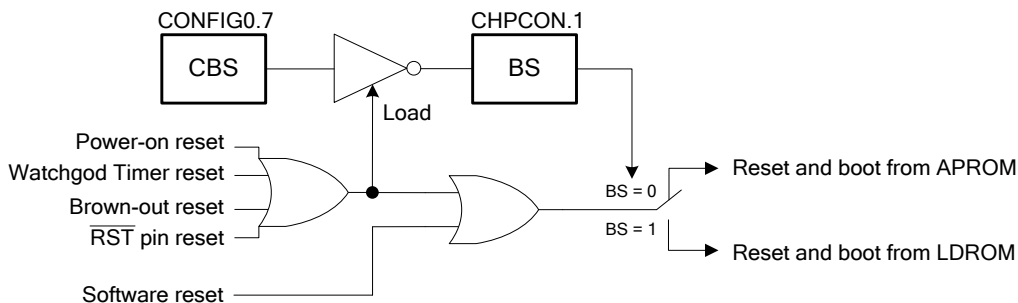 CONFIG0.7
CHPCON.1
CBS
BS
Load
Power-on reset
Watchgod Timer reset
Brown-out reset
RST pin reset
Software reset
BS = 0
BS = 1
Reset and boot from APROM
Reset and boot from LDROM